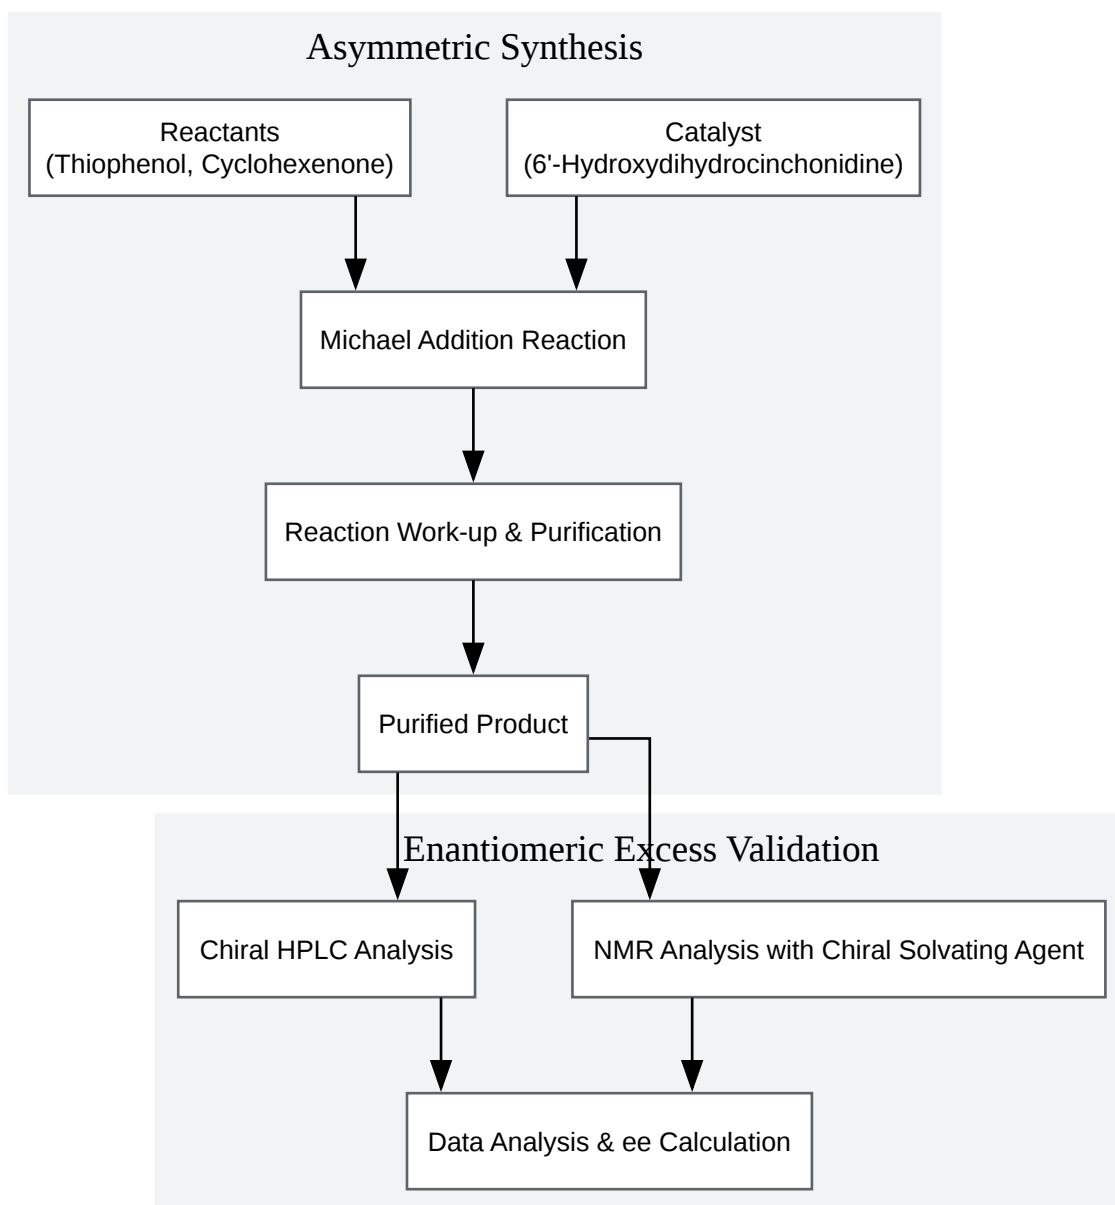 Asymmetric Synthesis
Reactants
(Thiophenol, Cyclohexenone)
Catalyst
(6'-Hydroxydihydrocinchonidine)
Michael Addition Reaction
Reaction Work-up & Purification
Purified Product
Enantiomeric Excess Validation
Chiral HPLC Analysis
NMR Analysis with Chiral Solvating Agent
Data Analysis & ee Calculation